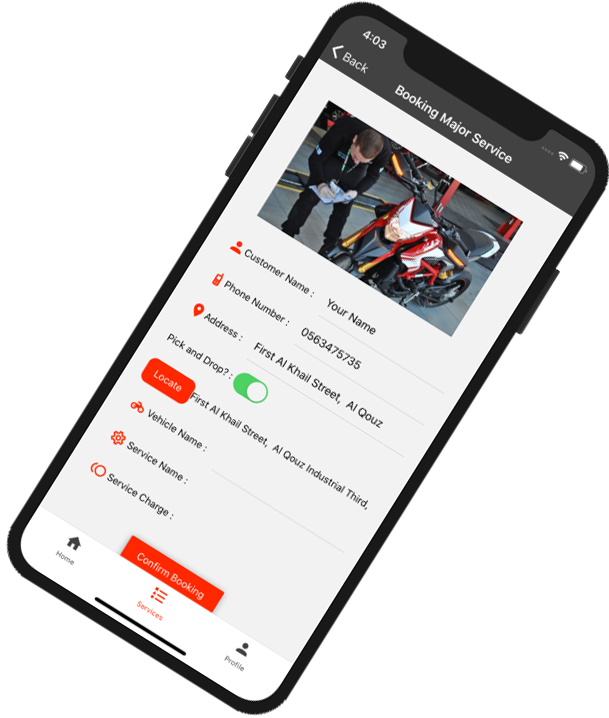 4:03
Back
Booking Major Service
Customer Name : Your Name
Phone Number : 0563475735
Address : First Al Khail Street, Al Qouz
Pick and Drop? :
Locate First Al Khail Street, Al Qouz Industrial Third,
Vehicle Name :
Service Name :
Service Charge :
Confirm Booking
Home Services Profile